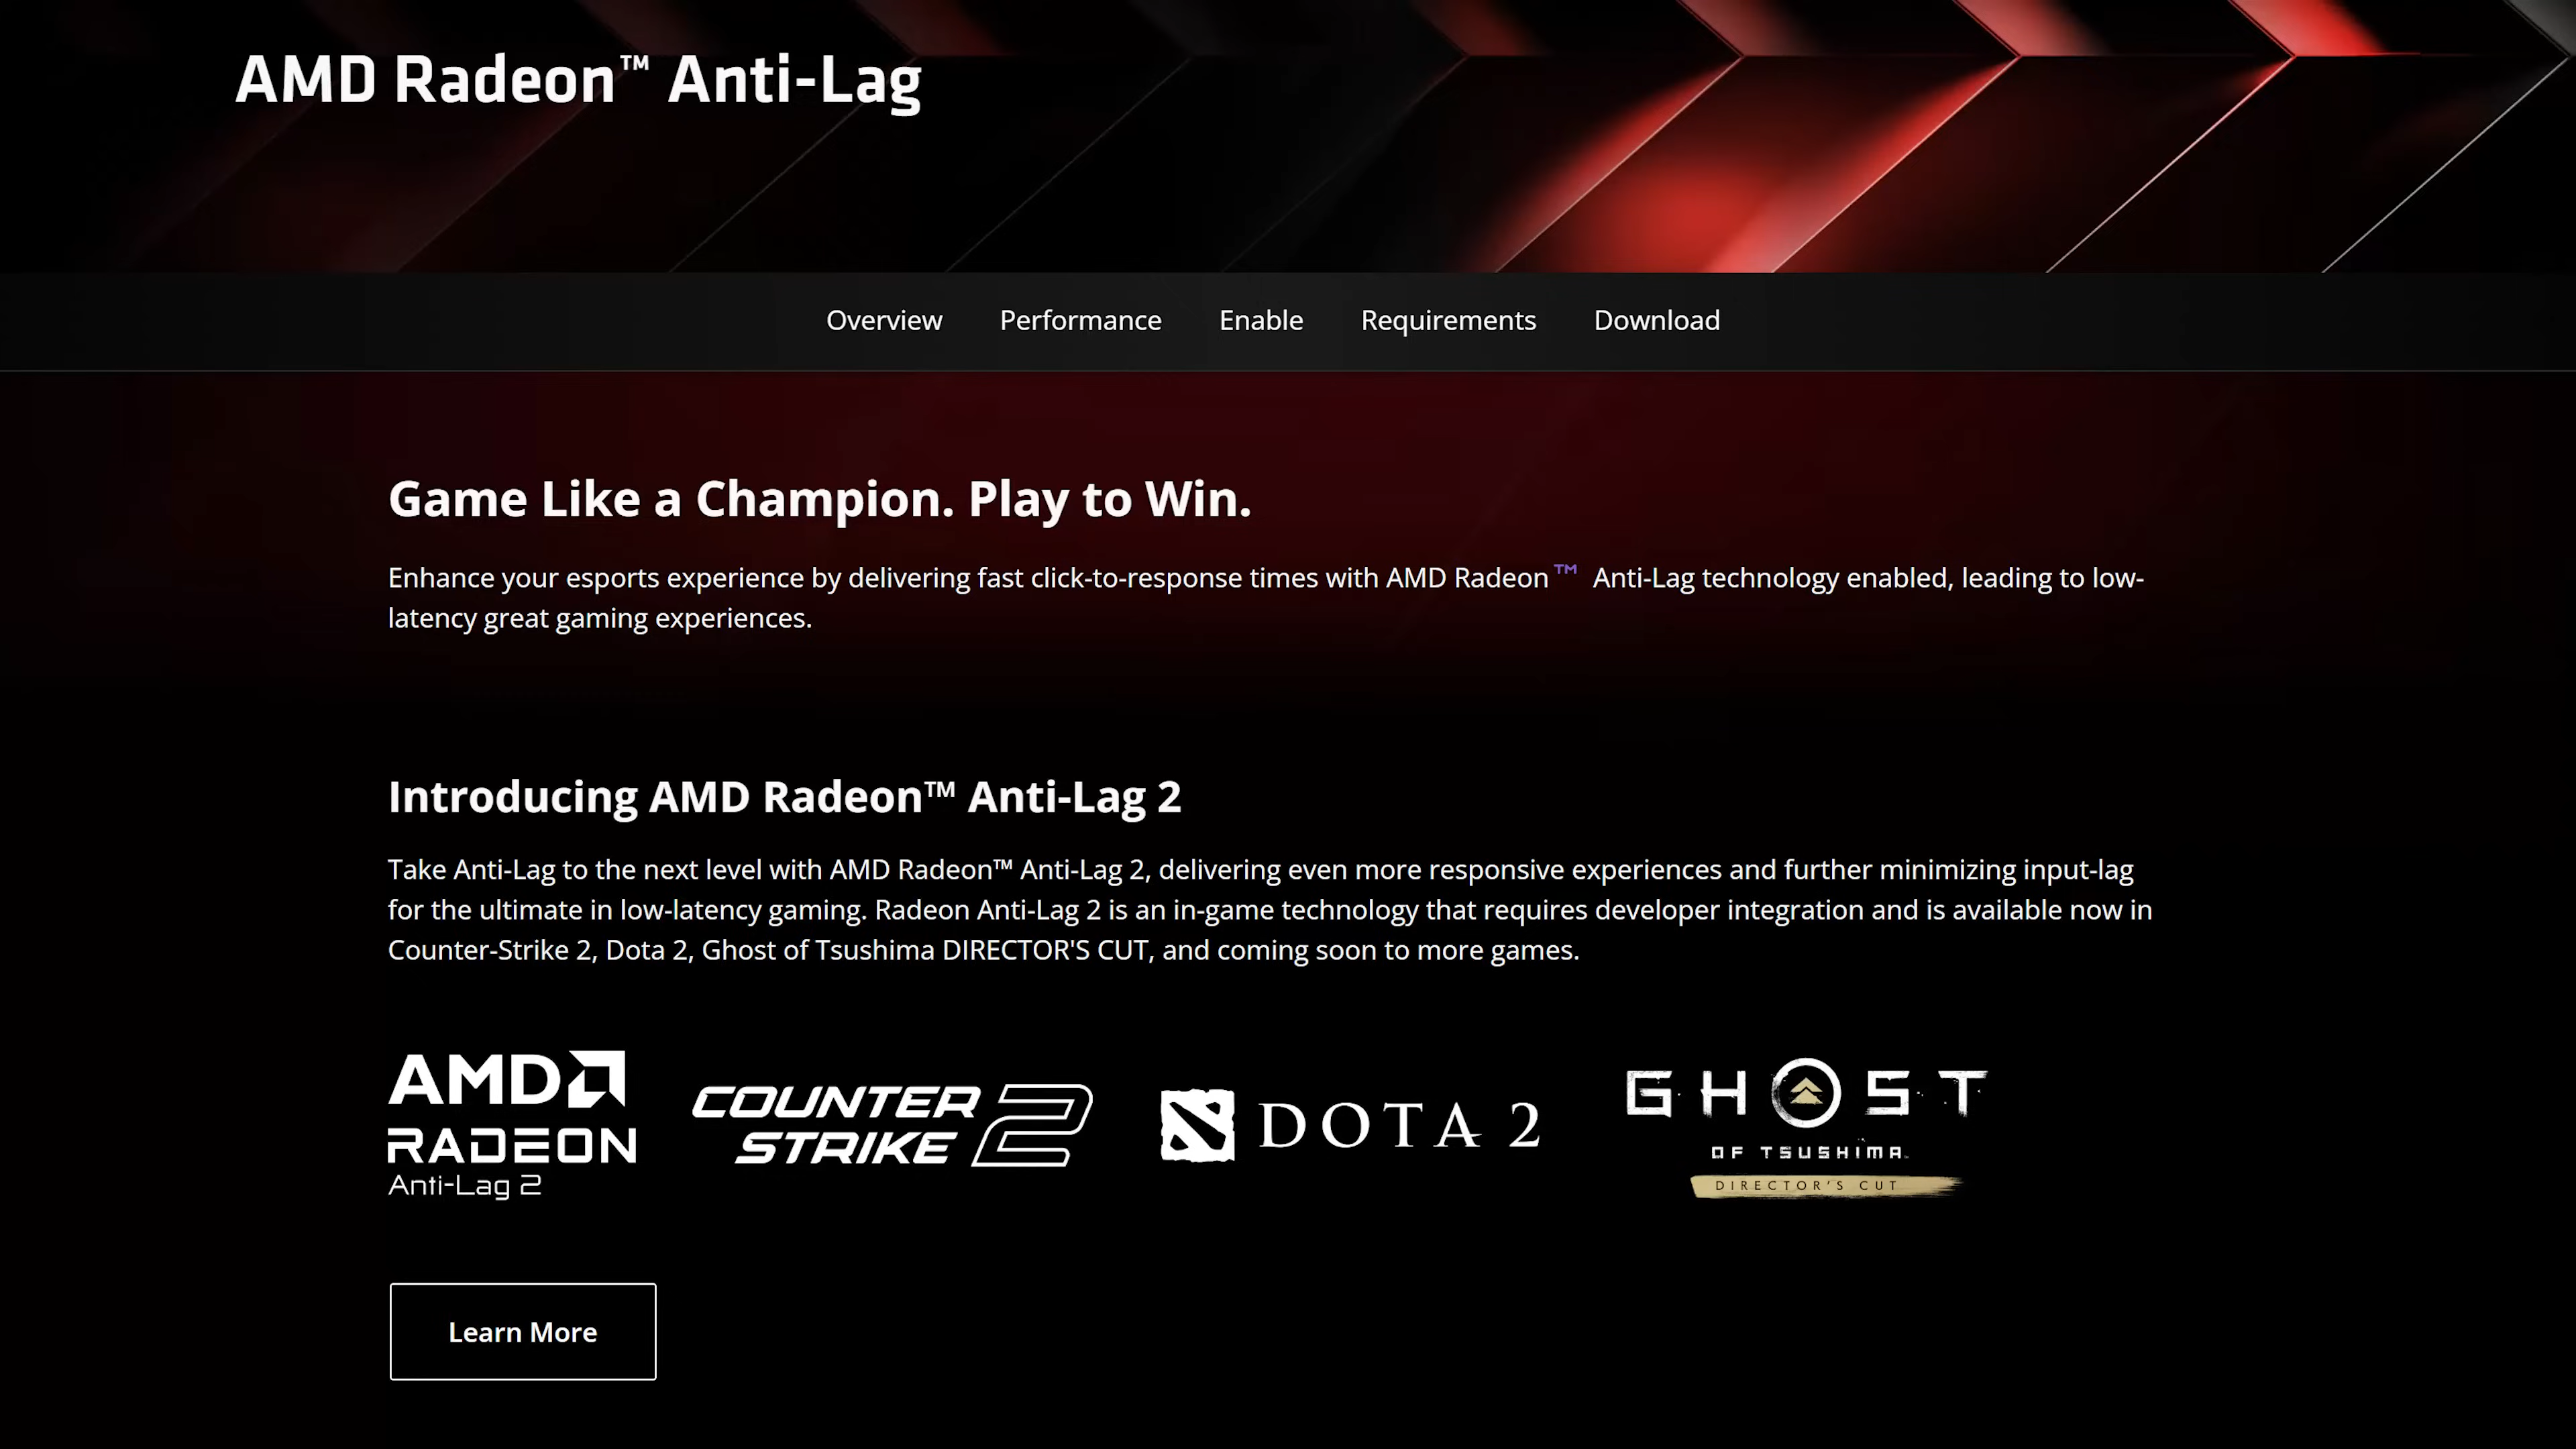 AMD Radeon™ Anti-Lag
Overview Performance Enable Requirements Download
Game Like a Champion. Play to Win.
Enhance your esports experience by delivering fast click-to-response times with AMD Radeon™ Anti-Lag technology enabled, leading to low-
latency great gaming experiences.
Introducing AMD Radeon™ Anti-Lag 2
Take Anti-Lag to the next level with AMD Radeon™ Anti-Lag 2, delivering even more responsive experiences and further minimizing input-lag
for the ultimate in low-latency gaming. Radeon Anti-Lag 2 is an in-game technology that requires developer integration and is available now in
Counter-Strike 2, Dota 2, Ghost of Tsushima DIRECTOR'S CUT, and coming soon to more games.
AMD
RADEON
Anti-Lag 2
COUNTER
STRIKE 2
DOTA 2
GHOST
OF TSUSHIMA
DIRECTOR'S CUT
Learn More